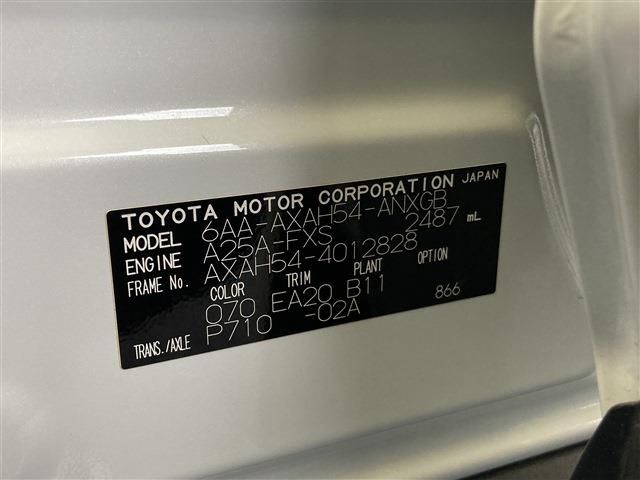 TOYOTA MOTOR CORPORATION JAPAN
MODEL 6AA-AXAH54-ANXGB
ENGINE A25A-FXS 2487 mL
FRAME No. AXAH54-4012828
COLOR TRIM PLANT OPTION
070 EA20 B11 866
TRANS./AXLE P710 -02A